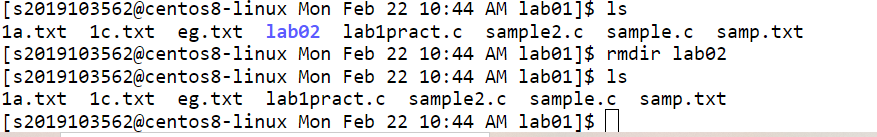 [s2019103562@centos8-linux Mon Feb 22 10:44 AM lab01]$ ls
1a.txt  1c.txt  eg.txt  lab02  lab1pract.c  sample2.c  sample.c  samp.txt
[s2019103562@centos8-linux Mon Feb 22 10:44 AM lab01]$ rmdir lab02
[s2019103562@centos8-linux Mon Feb 22 10:44 AM lab01]$ ls
1a.txt  1c.txt  eg.txt  lab1pract.c  sample2.c  sample.c  samp.txt
[s2019103562@centos8-linux Mon Feb 22 10:44 AM lab01]$